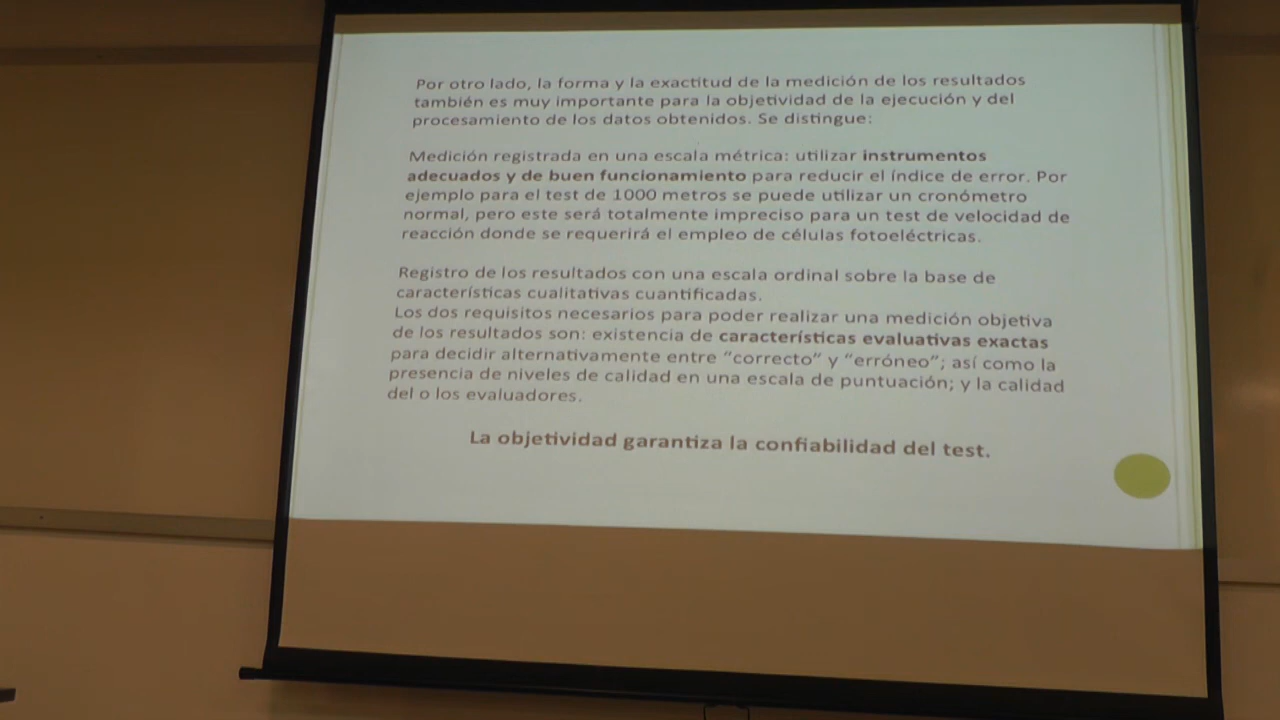 Por otro lado, la forma y la exactitud de la medición de los resultados
también es muy importante para la objetividad de la ejecución y del
procesamiento de los datos obtenidos. Se distingue:
Medición registrada en una escala métrica: utilizar instrumentos
adecuados y de buen funcionamiento para reducir el índice de error. Por
ejemplo para el test de 1000 metros se puede utilizar un cronómetro
normal, pero este será totalmente impreciso para un test de velocidad de
reacción donde se requerirá el empleo de células fotoeléctricas.
Registro de los resultados con una escala ordinal sobre la base de
características cualitativas cuantificadas.
Los dos requisitos necesarios para poder realizar una medición objetiva
de los resultados son: existencia de características evaluativas exactas
para decidir alternativamente entre “correcto” y “erróneo”; así como la
presencia de niveles de calidad en una escala de puntuación; y la calidad
del o los evaluadores.
La objetividad garantiza la confiabilidad del test.